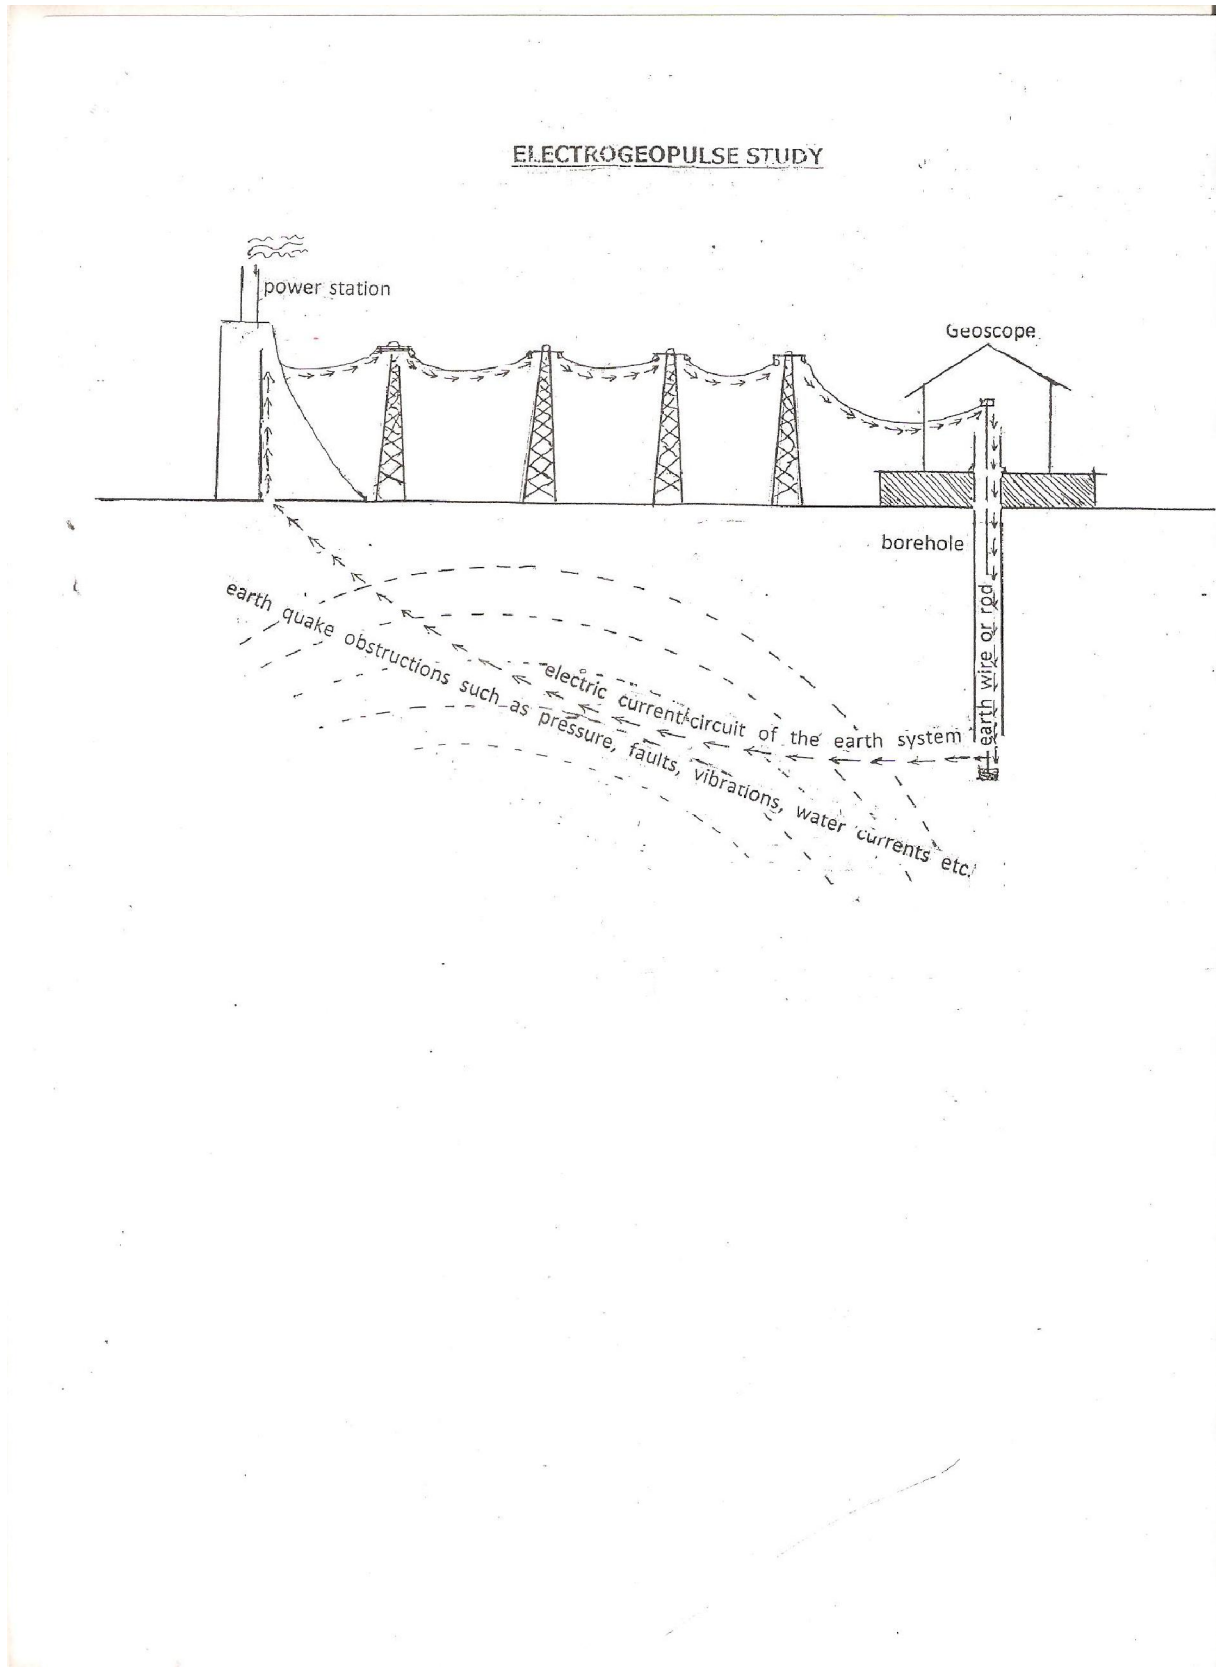 ELECTROGEOPULSE STUDY
power station
Geoscope
borehole
earth wire or rod
electric current circuit of the earth system
earth quake obstructions such as pressure, faults, vibrations, water currents etc.